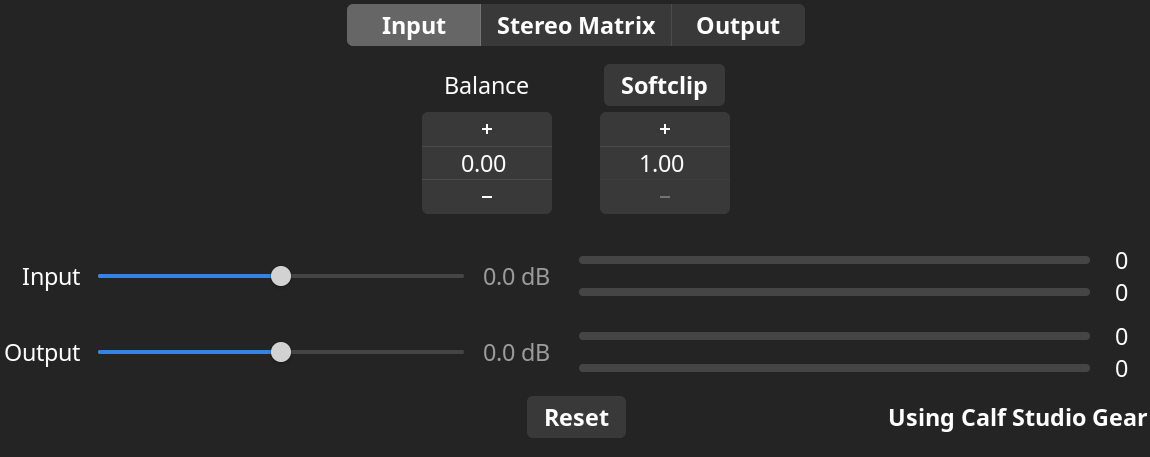 Input Stereo Matrix Output
Balance Softclip
+ +
0.00 1.00
− −
Input 0.0 dB 0
0
Output 0.0 dB 0
0
Reset Using Calf Studio Gear